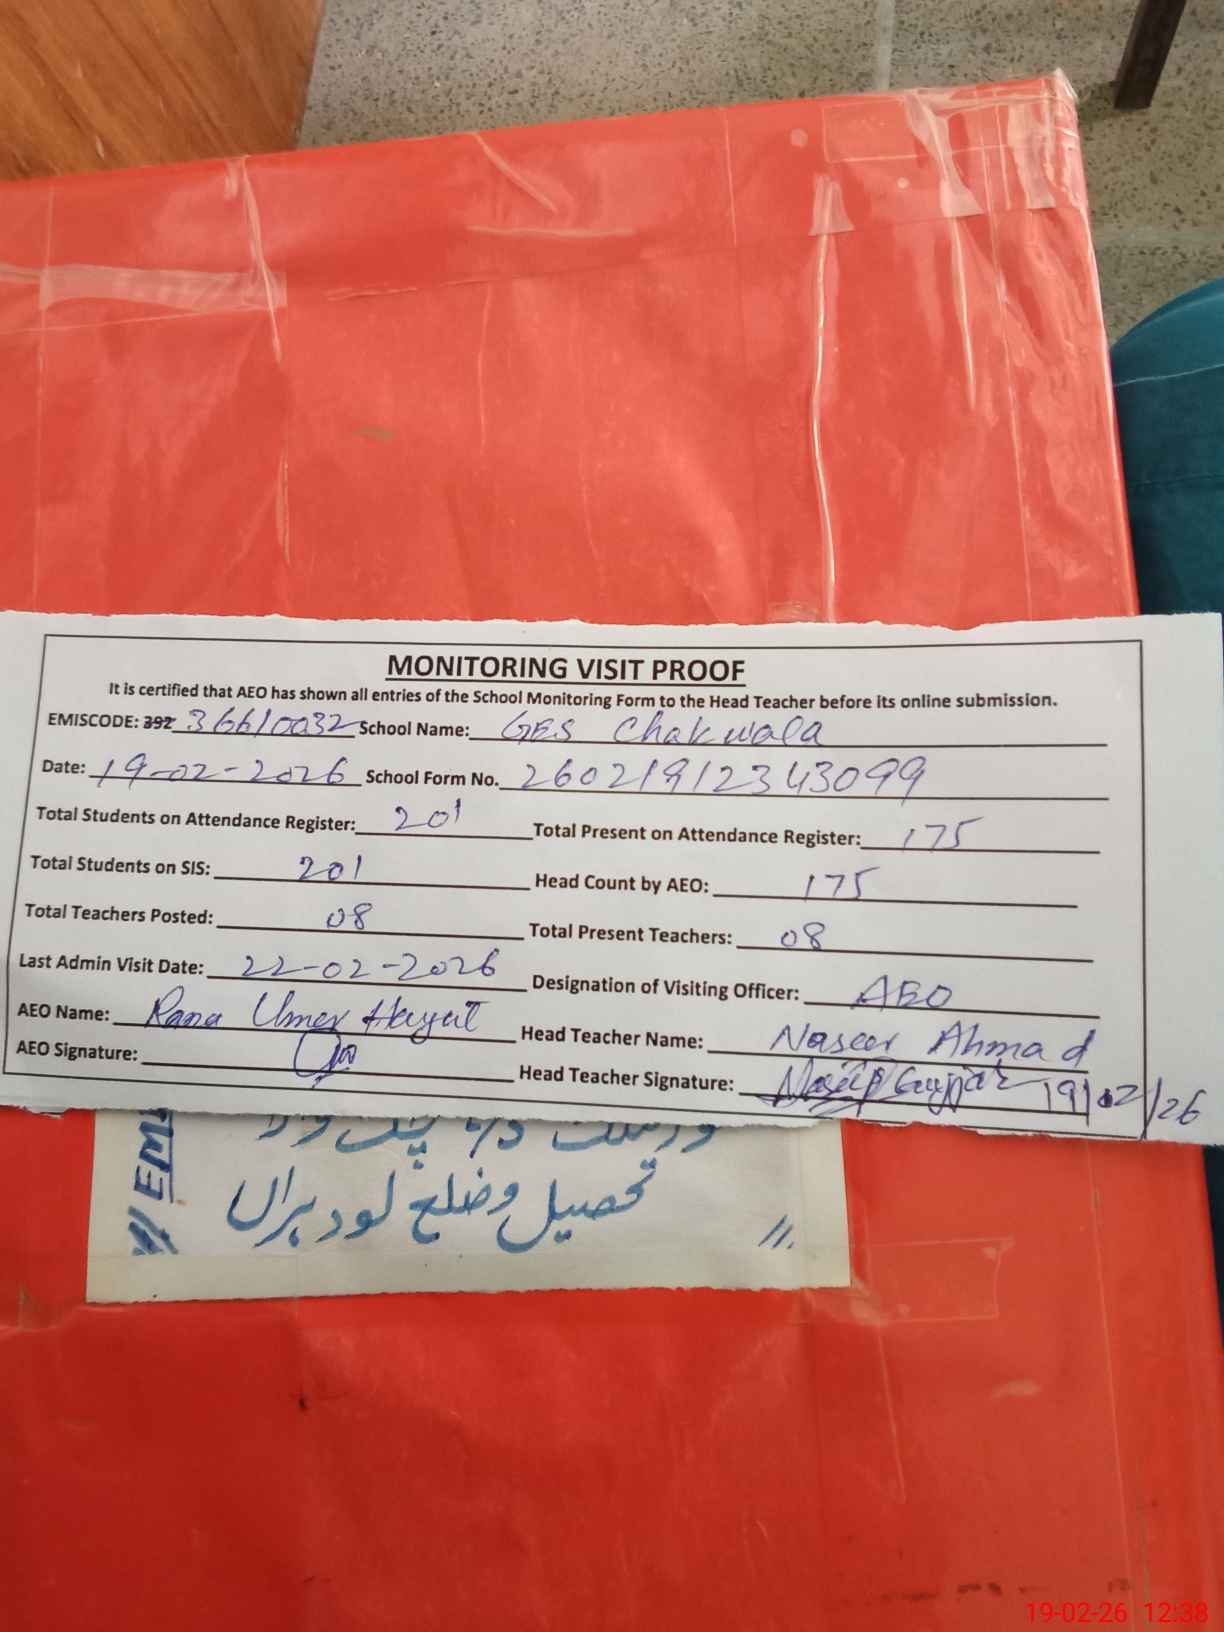 MONITORING VISIT PROOF
It is certified that AEO has shown all entries of the School Monitoring Form to the Head Teacher before its online submission.
EMISCODE: 392 36610032 School Name: GES Chakwala
Date: 19-02-2026 School Form No. 26021912343099
Total Students on Attendance Register: 201 Total Present on Attendance Register: 175
Total Students on SIS: 201 Head Count by AEO: 175
Total Teachers Posted: 08 Total Present Teachers: 08
Last Admin Visit Date: 22-02-2026 Designation of Visiting Officer: AEO
AEO Name: Rana Umer Hayat Head Teacher Name: Naseer Ahmad
AEO Signature: Head Teacher Signature: 19/02/26
EMI
تحصیل وضلع لودہراں
19-02-26 12:38